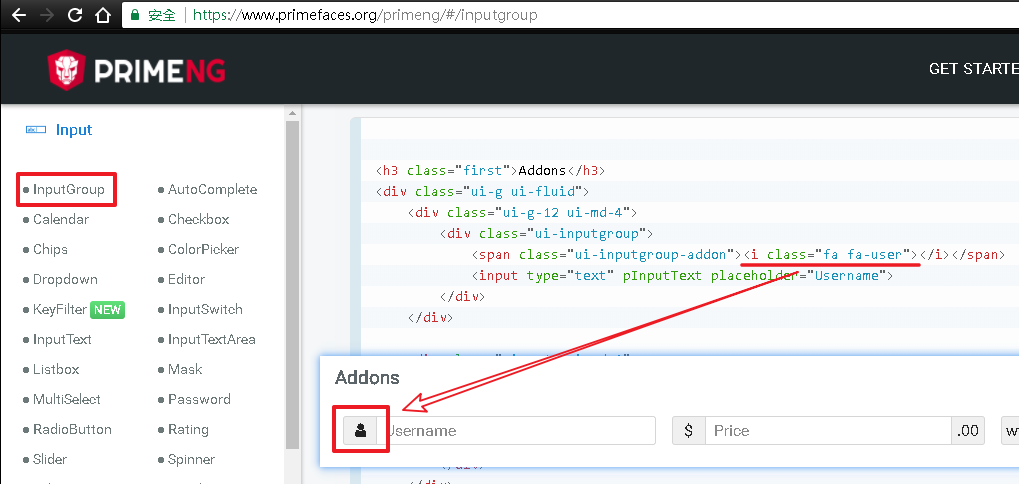 安全 | https://www.primefaces.org/primeng/#/inputgroup
PRIMENG
GET STARTE
Input
InputGroup
AutoComplete
Calendar
Checkbox
Chips
ColorPicker
Dropdown
Editor
KeyFilter NEW
InputSwitch
InputText
InputTextArea
Listbox
Mask
MultiSelect
Password
RadioButton
Rating
Slider
Spinner
<h3 class="first">Addons</h3>
<div class="ui-g ui-fluid">
<div class="ui-g-12 ui-md-4">
<div class="ui-inputgroup">
<span class="ui-inputgroup-addon"><i class="fa fa-user"></i></span>
<input type="text" pInputText placeholder="Username">
</div>
</div>
Addons
Username
$ Price .00
</div>